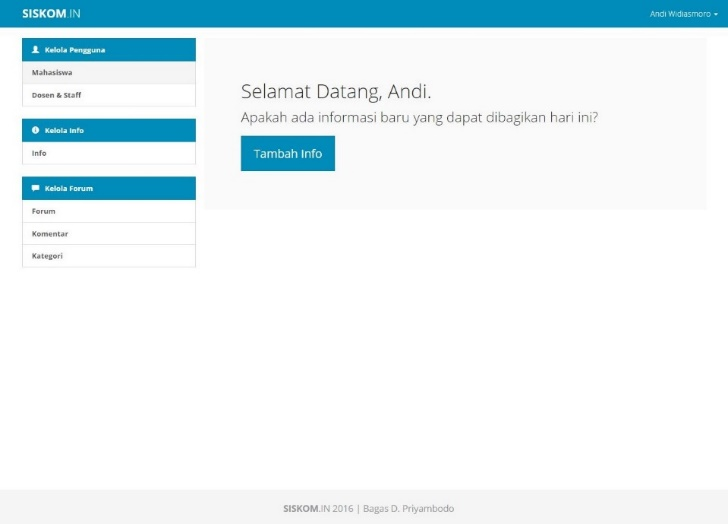 SISKOM.IN
Andi Widiasmoro
Kelola Pengguna
Mahasiswa
Dosen & Staff
Kelola Info
Info
Kelola Forum
Forum
Komentar
Kategori
Selamat Datang, Andi.
Apakah ada informasi baru yang dapat dibagikan hari ini?
Tambah Info
SISKOM.IN 2016 | Bagas D. Priyambodo